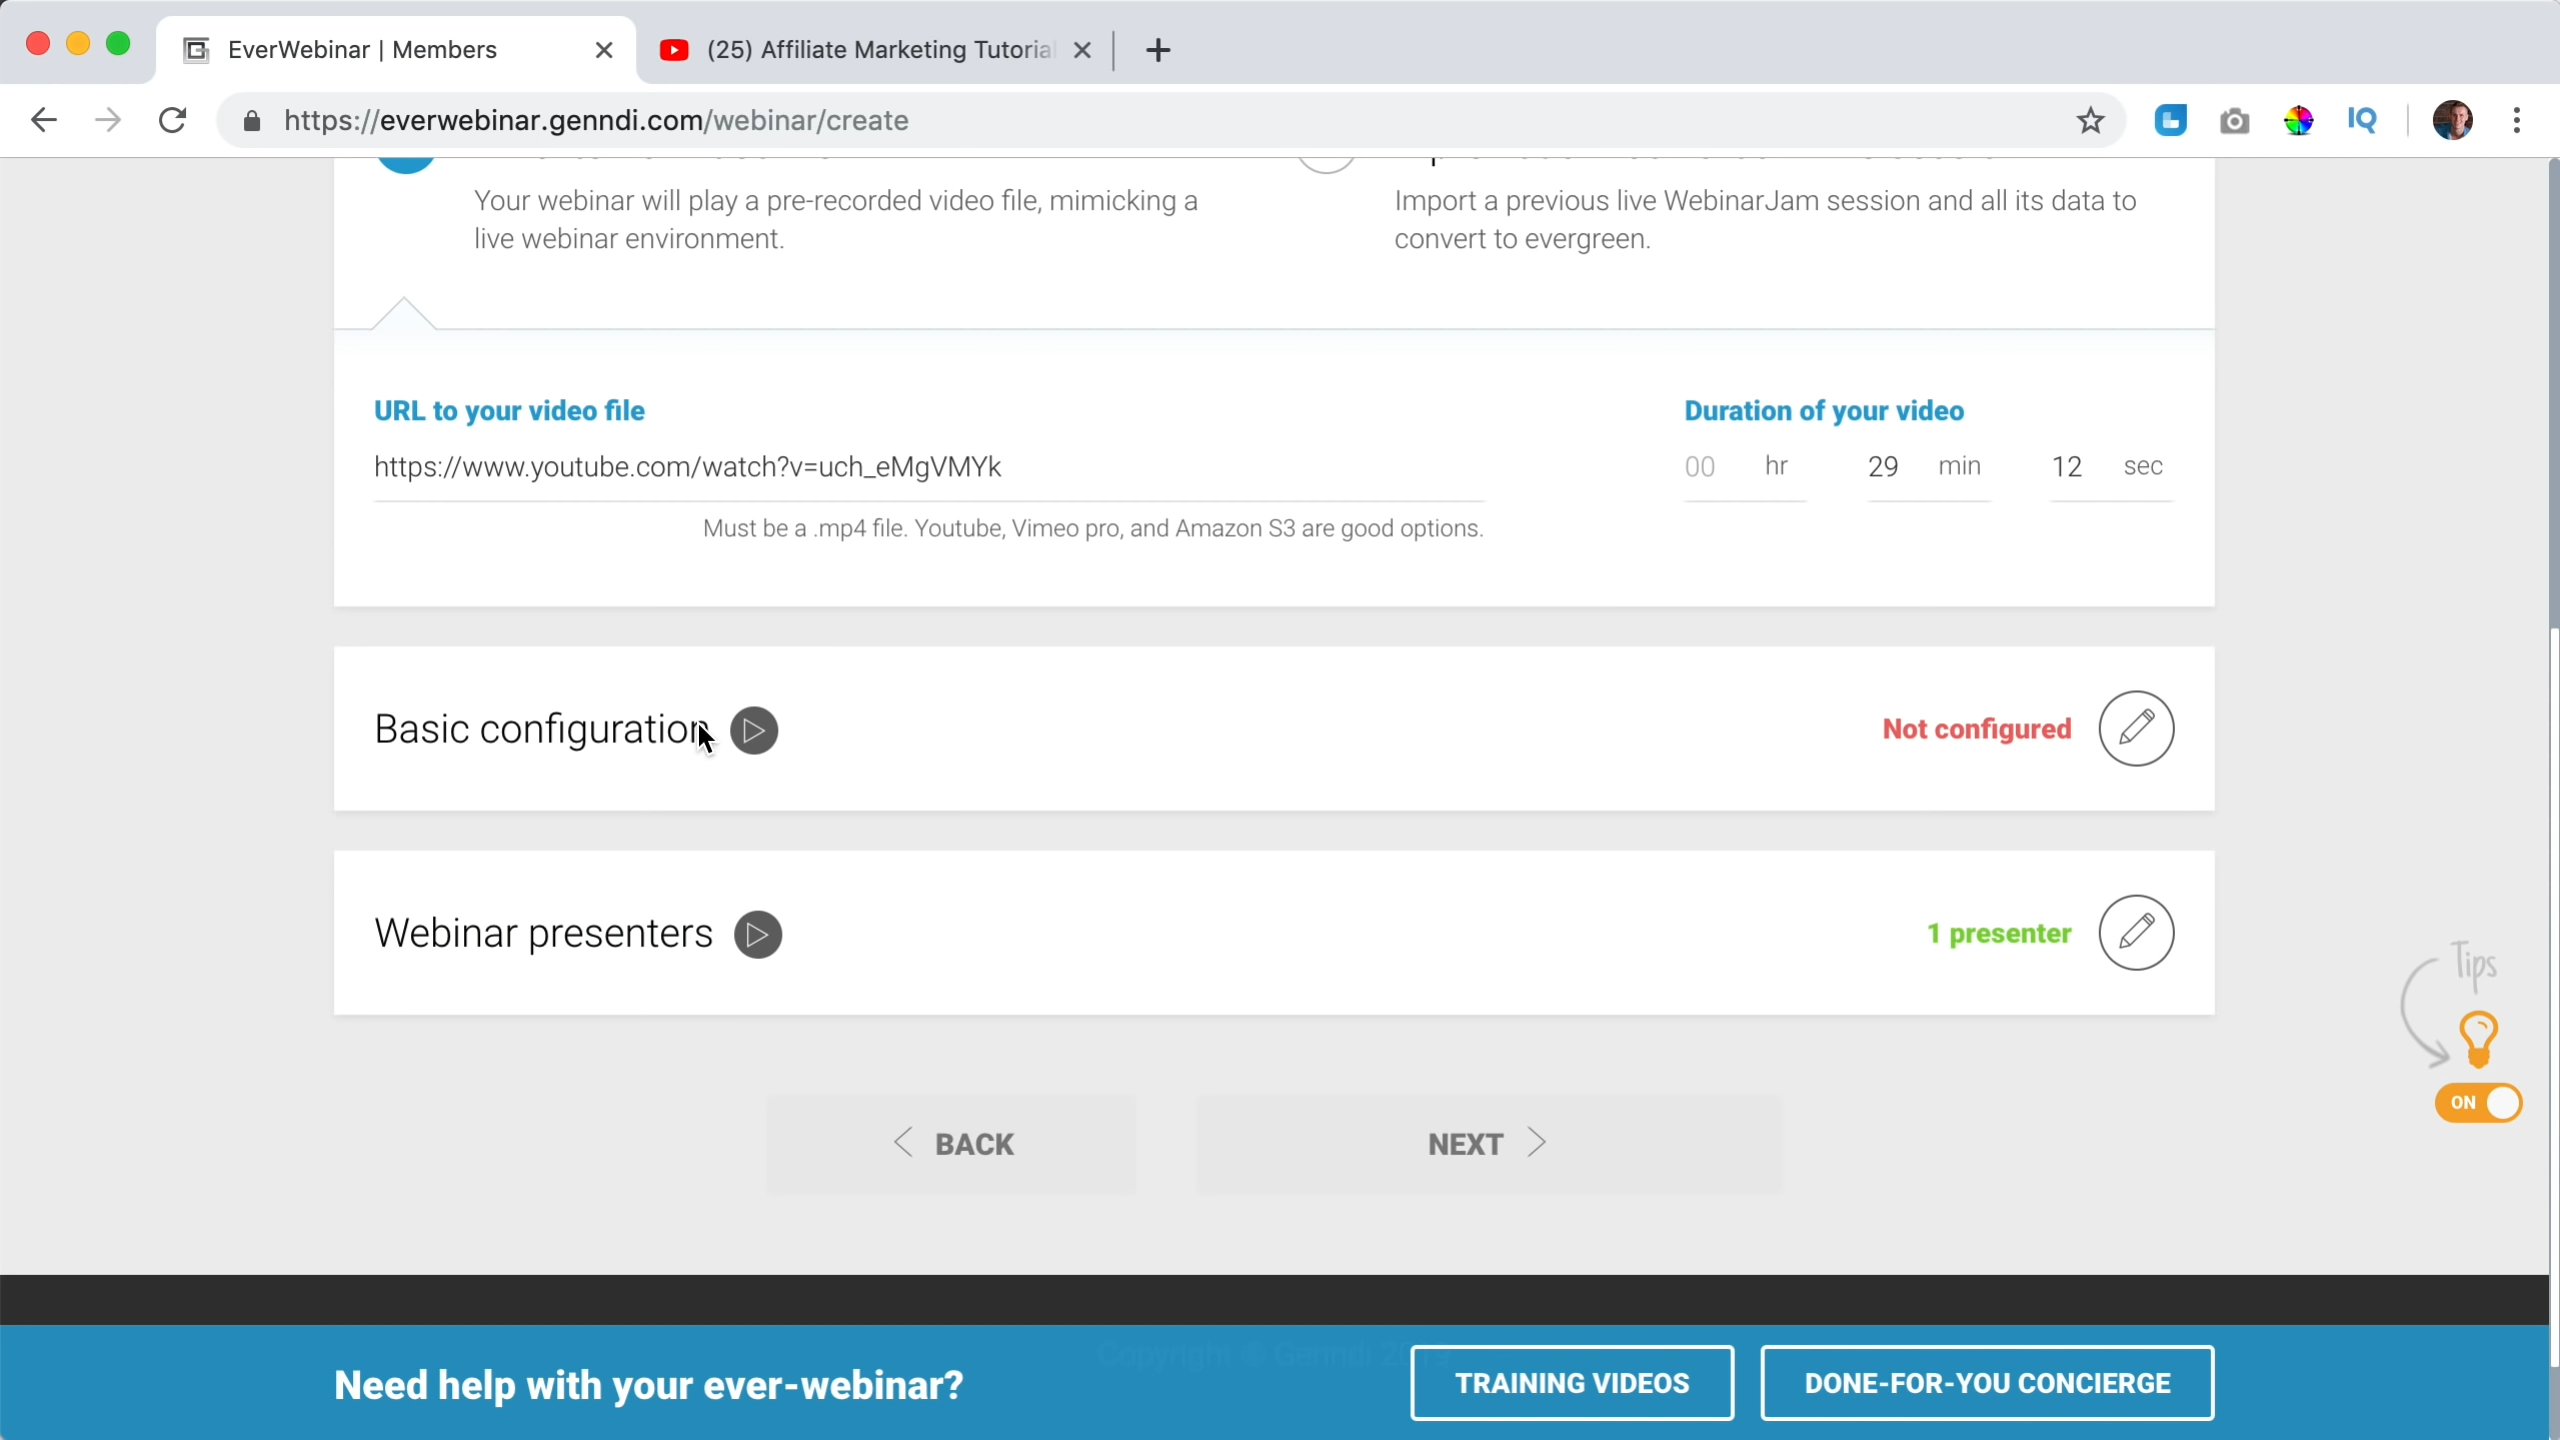 EverWebinar | Members
(25) Affiliate Marketing Tutorial
https://everwebinar.genndi.com/webinar/create
IQ
Your webinar will play a pre-recorded video file, mimicking a
live webinar environment.
Import a previous live WebinarJam session and all its data to
convert to evergreen.
URL to your video file
Duration of your video
https://www.youtube.com/watch?v=uch_eMgVMYk
00 hr 29 min 12 sec
Must be a .mp4 file. Youtube, Vimeo pro, and Amazon S3 are good options.
Basic configuration
Not configured
Webinar presenters
1 presenter
Tips
ON
BACK
NEXT
Need help with your ever-webinar?
TRAINING VIDEOS
DONE-FOR-YOU CONCIERGE